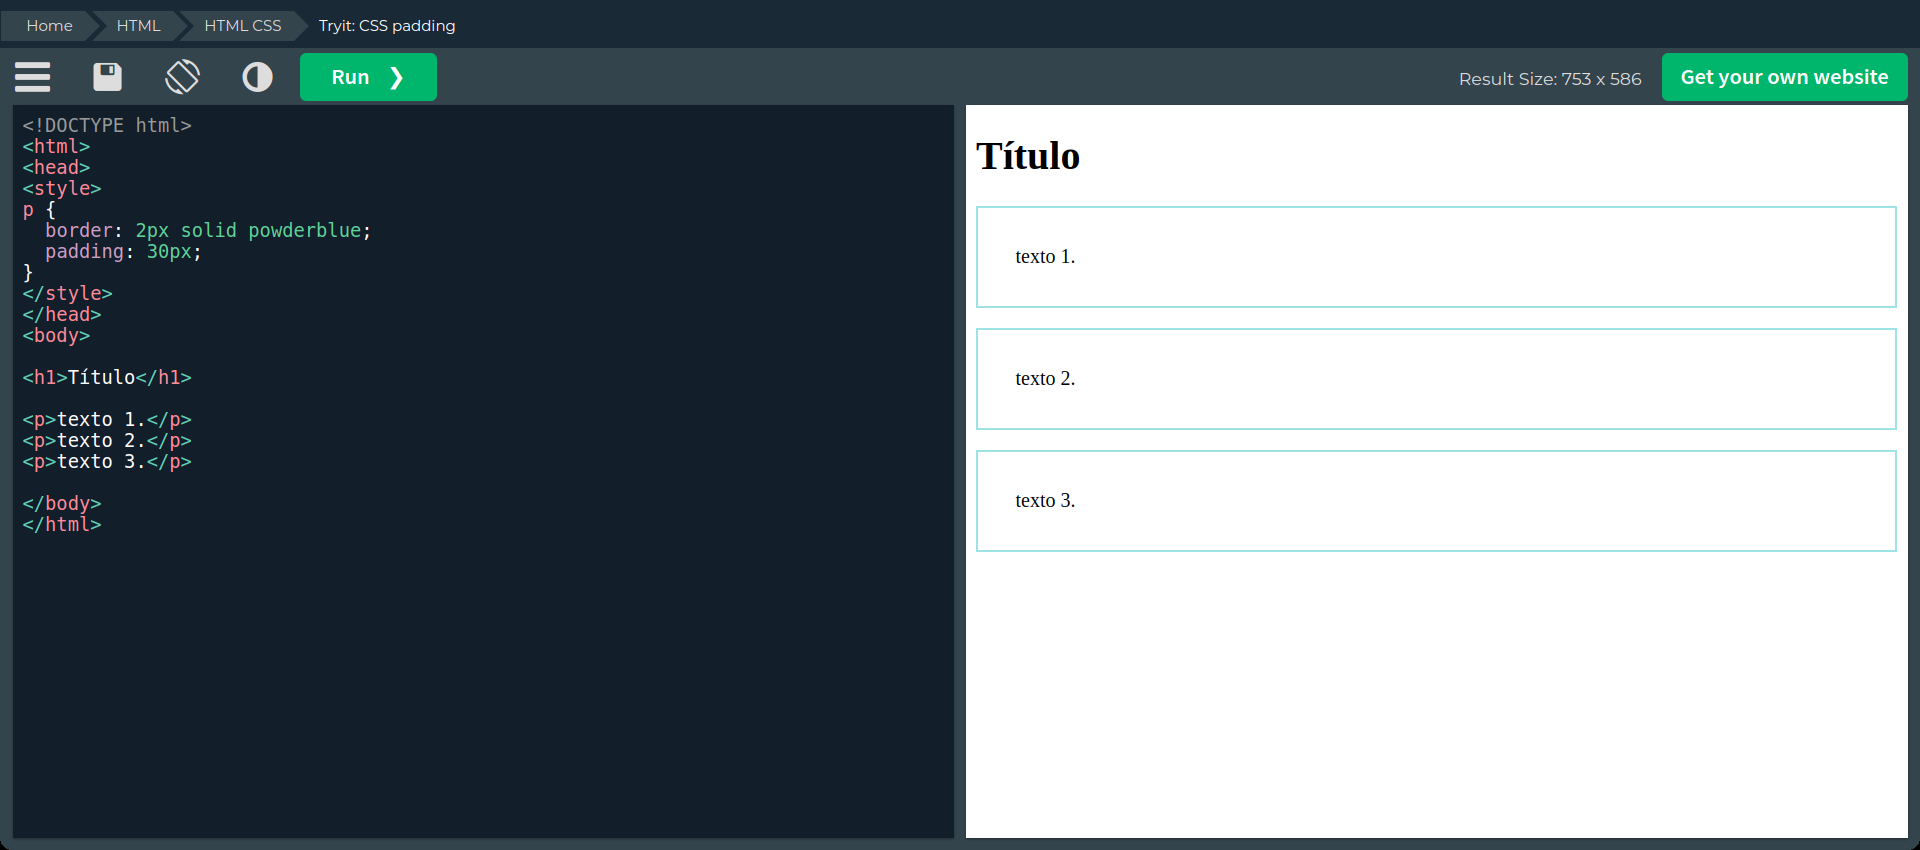 Home HTML HTML CSS Tryit: CSS padding
Run ❯ Result Size: 753 x 586 Get your own website
<!DOCTYPE html>
<html>
<head>
<style>
p {
  border: 2px solid powderblue;
  padding: 30px;
}
</style>
</head>
<body>

<h1>Título</h1>

<p>texto 1.</p>
<p>texto 2.</p>
<p>texto 3.</p>

</body>
</html>
Título
texto 1.
texto 2.
texto 3.